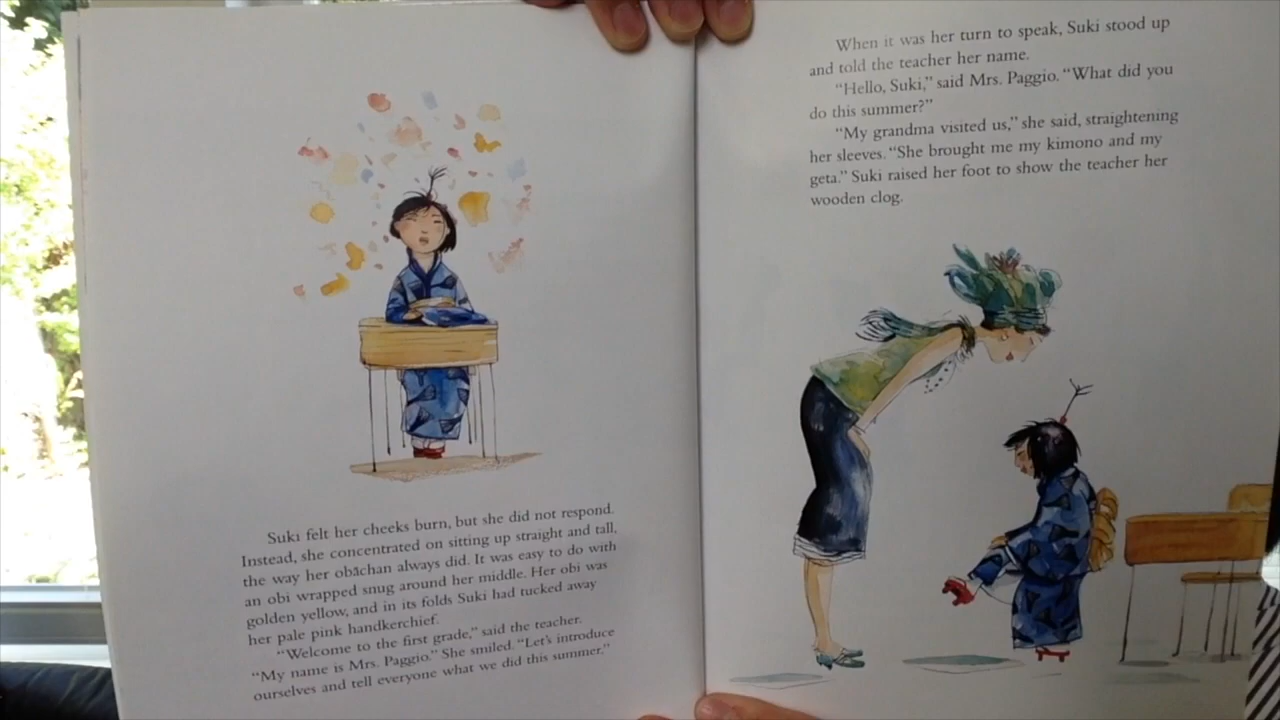 Suki felt her cheeks burn, but she did not respond.
Instead, she concentrated on sitting up straight and tall,
the way her obāchan always did. It was easy to do with
an obi wrapped snug around her middle. Her obi was
golden yellow, and in its folds Suki had tucked away
her pale pink handkerchief.
“Welcome to the first grade,” said the teacher.
“My name is Mrs. Paggio.” She smiled. “Let’s introduce
ourselves and tell everyone what we did this summer.”
When it was her turn to speak, Suki stood up
and told the teacher her name.
“Hello, Suki,” said Mrs. Paggio. “What did you
do this summer?”
“My grandma visited us,” she said, straightening
her sleeves. “She brought me my kimono and my
geta.” Suki raised her foot to show the teacher her
wooden clog.